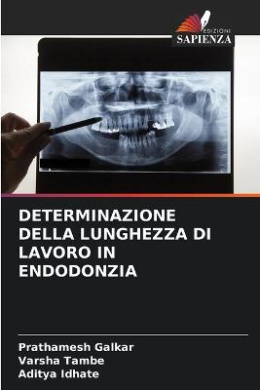 EDIZIONI
SAPIENZA
DETERMINAZIONE
DELLA LUNGHEZZA DI
LAVORO IN
ENDODONZIA
Prathamesh Galkar
Varsha Tambe
Aditya Idhate